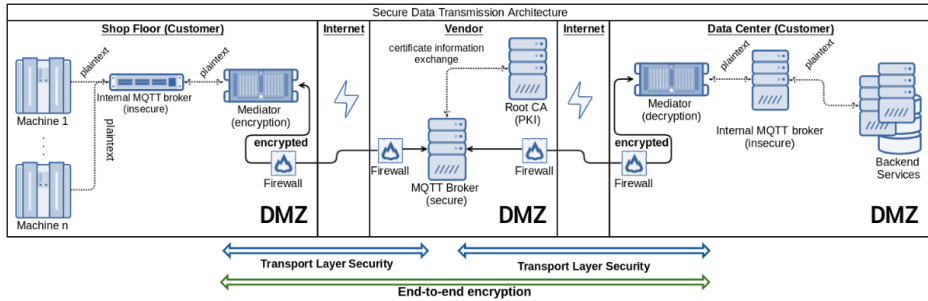 Secure Data Transmission Architecture
Shop Floor (Customer)
Internet
Vendor
Internet
Data Center (Customer)
plaintext
plaintext
Machine 1
Internal MQTT broker
(insecure)
plaintext
Mediator
(encryption)
encrypted
Firewall
Machine n
DMZ
certificate information
exchange
Root CA
(PKI)
Firewall
MQTT Broker
(secure)
Firewall
DMZ
Mediator
(decryption)
encrypted
Firewall
plaintext
Internal MQTT broker
(insecure)
plaintext
Backend
Services
DMZ
Transport Layer Security
Transport Layer Security
End-to-end encryption